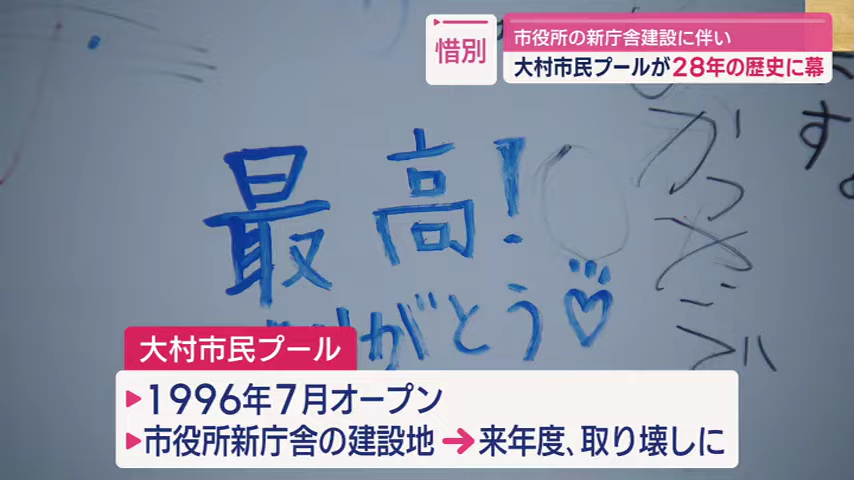 惜別
市役所の新庁舎建設に伴い
大村市民プールが28年の歴史に幕
最高!
りがとう♡
す。
大村市民プール
▶1996年7月オープン
▶市役所新庁舎の建設地➔来年度、取り壊しに